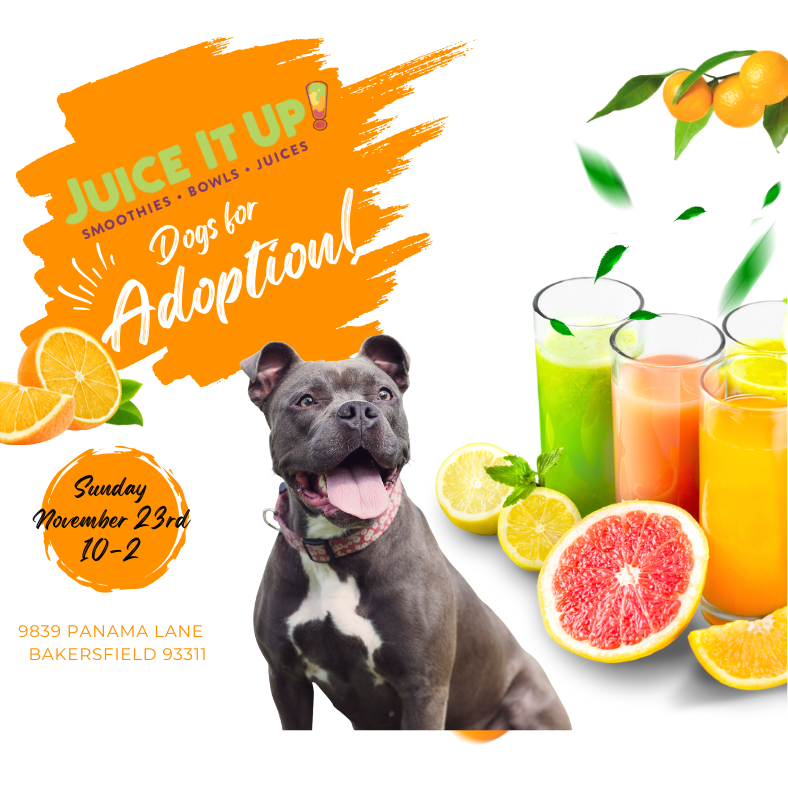 JUICE IT UP!
SMOOTHIES • BOWLS • JUICES
Dogs for
Adoption!
Sunday
November 23rd
10-2
9839 PANAMA LANE
BAKERSFIELD 93311